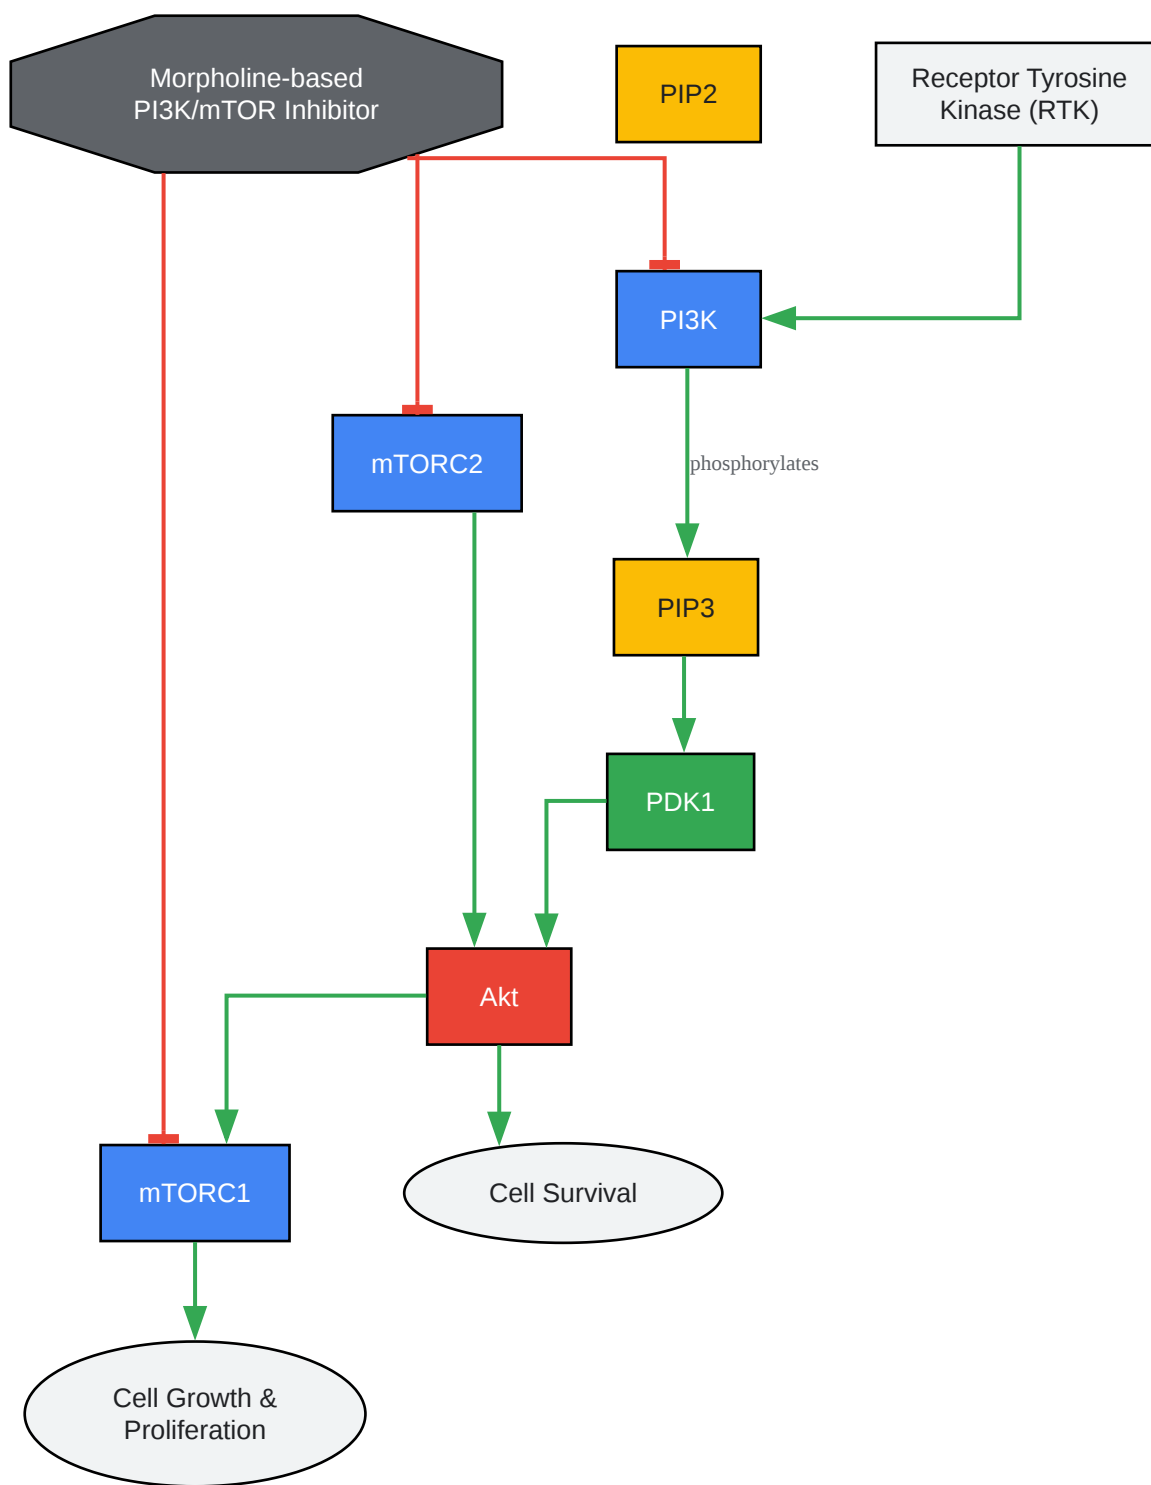 Morpholine-based
PI3K/mTOR Inhibitor
PIP2
Receptor Tyrosine
Kinase (RTK)
PI3K
mTORC2
phosphorylates
PIP3
PDK1
Akt
mTORC1
Cell Survival
Cell Growth &
Proliferation